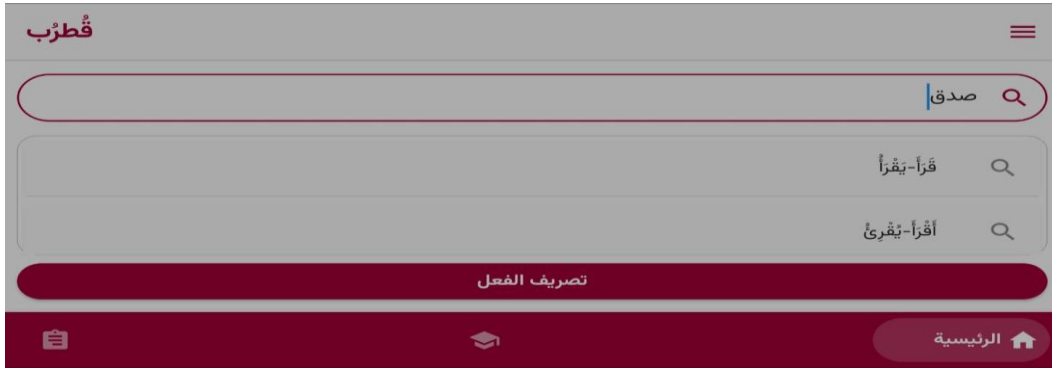 قُطرُب
صدق
قَرَأَ-يَقْرَأُ
أَقْرَأَ-يُقْرِئُ
تصريف الفعل
الرئيسية